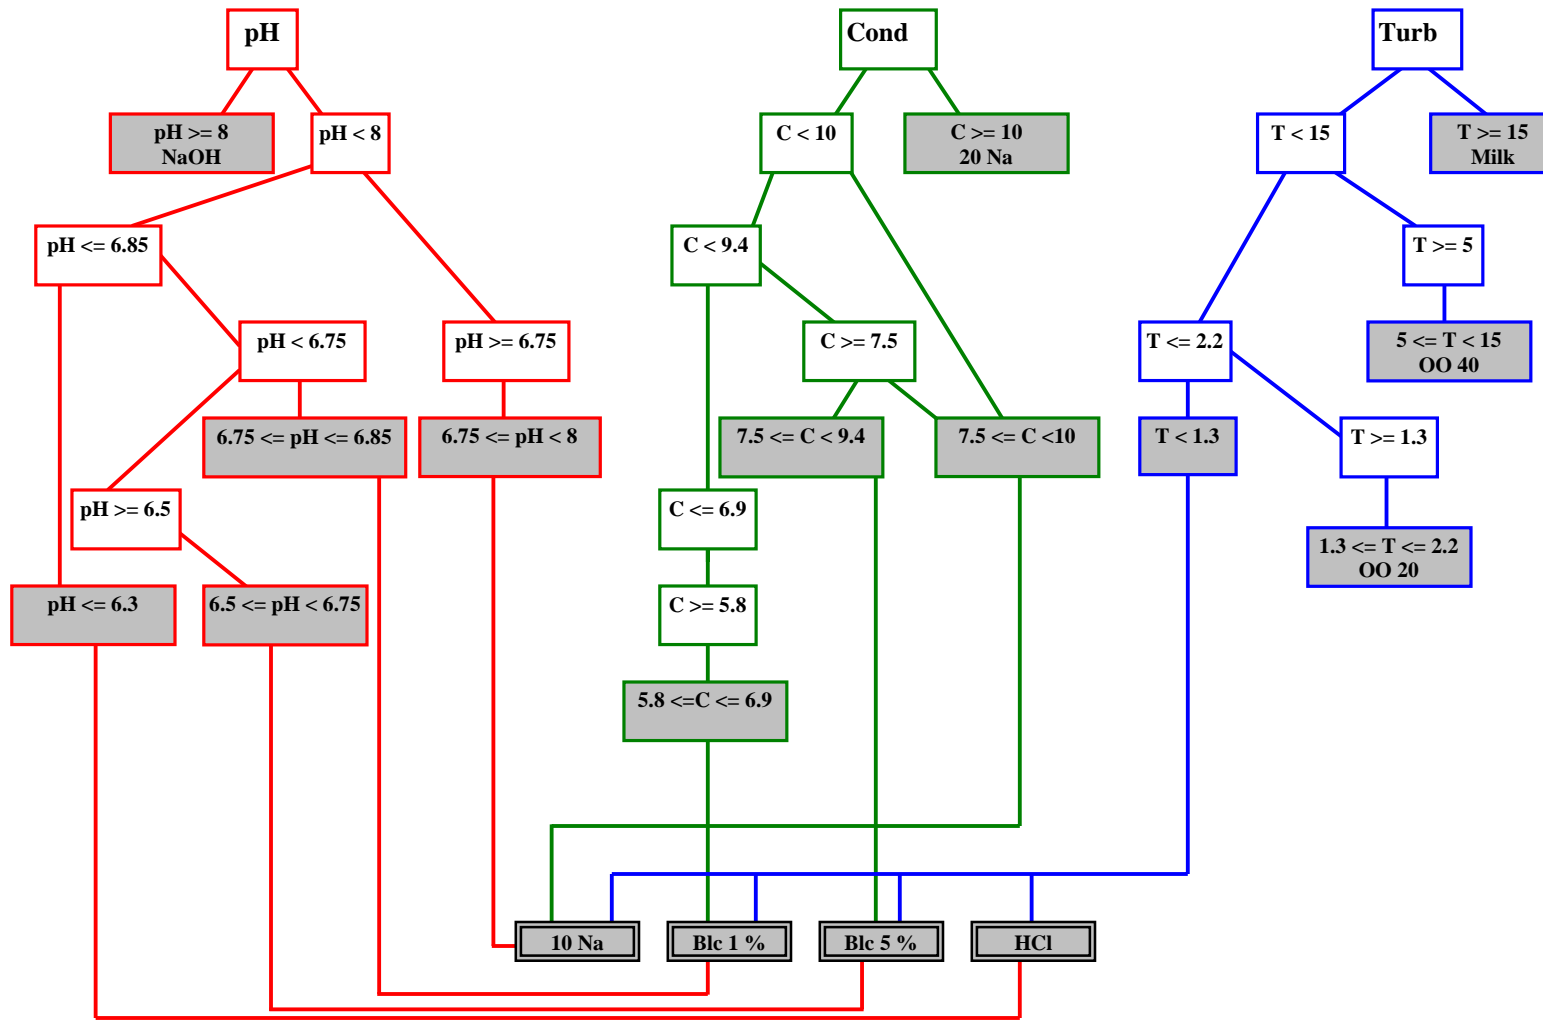 pH
Cond
Turb
pH >= 8
NaOH
pH < 8
C < 10
C >= 10
20 Na
T < 15
T >= 15
Milk
pH <= 6.85
C < 9.4
T >= 5
pH < 6.75
pH >= 6.75
C >= 7.5
T <= 2.2
5 <= T < 15
OO 40
6.75 <= pH <= 6.85
6.75 <= pH < 8
7.5 <= C < 9.4
7.5 <= C <10
T < 1.3
T >= 1.3
pH >= 6.5
C <= 6.9
1.3 <= T <= 2.2
OO 20
pH <= 6.3
6.5 <= pH < 6.75
C >= 5.8
5.8 <=C <= 6.9
10 Na
Blc 1 %
Blc 5 %
HCl